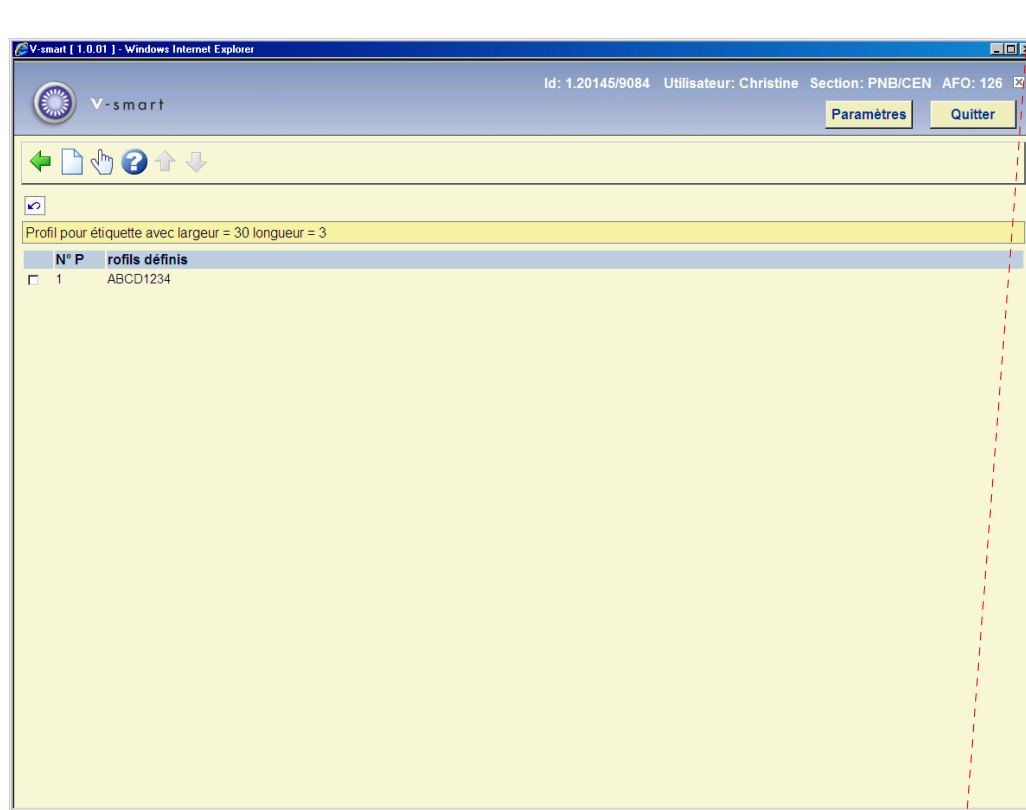 V-smart [ 1.0.01 ] - Windows Internet Explorer
Id: 1.20145/9084 Utilisateur: Christine Section: PNB/CEN AFO: 126
V-smart
Paramètres Quitter
Profil pour étiquette avec largeur = 30 longueur = 3
N° P rofils définis
1 ABCD1234